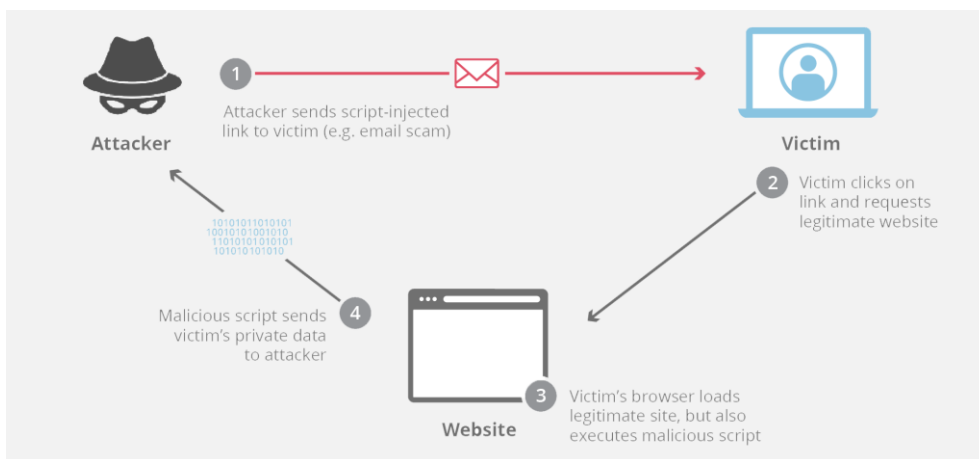 1
Attacker sends script-injected
link to victim (e.g. email scam)
Attacker
Victim
2
Victim clicks on
link and requests
legitimate website
10101011010101
10010101001010
11010101010101
101010101010
4
Malicious script sends
victim's private data
to attacker
3
Victim's browser loads
legitimate site, but also
executes malicious script
Website